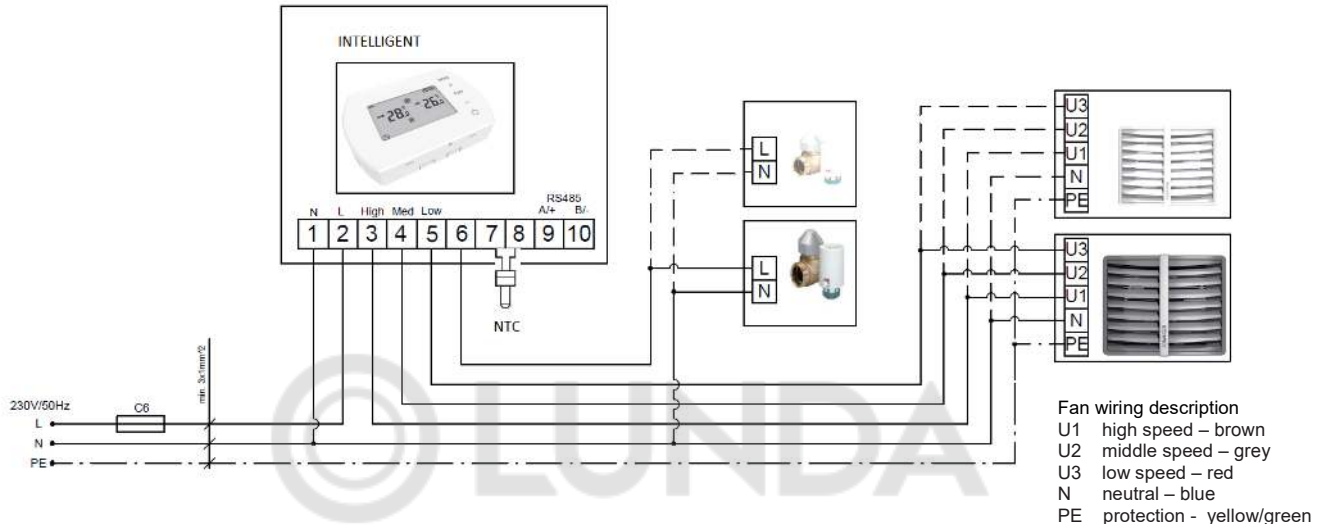 INTELLIGENT
28.0 26.0
RS485
N L High Med Low A/+ B/-
1 2 3 4 5 6 7 8 9 10
NTC
L
N
L
N
U3
U2
U1
N
PE
U3
U2
U1
N
PE
min. 3x1mm^2
230V/50Hz
C6
L
N
PE
LUNDA
Fan wiring description
U1 high speed – brown
U2 middle speed – grey
U3 low speed – red
N neutral – blue
PE protection - yellow/green